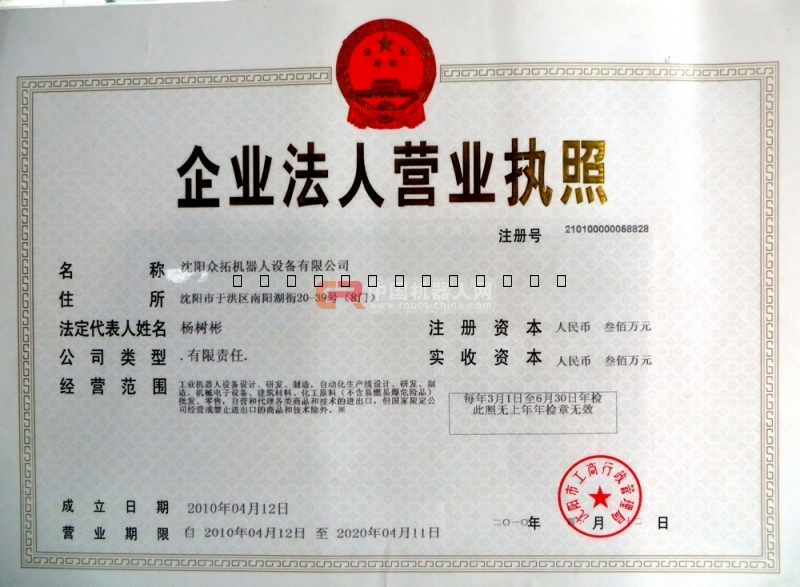 企业法人营业执照
注册号 210100000058828
名称 沈阳众拓机器人设备有限公司
住所 沈阳市于洪区南阳湖街20-39号（8门）
中国机器人网
www.robot-china.com
法定代表人姓名 杨树彬 注册资本 人民币 叁佰万元
公司类型 .有限责任. 实收资本 人民币 叁佰万元
经营范围 工业机器人设备设计、研发、制造，自动化生产线设计、研发、制
造，机械电子设备、建筑材料、化工原料（不含易燃易爆危险品）
批发、零售；自营和代理各类商品和技术的进出口，但国家限定公
司经营或禁止进出口的商品和技术除外。※
每年3月1日至6月30日年检
此照无上年年检章无效
沈阳市工商行政管理局
成立日期 2010年04月12日
二〇一〇年 月 日
营业期限 自 2010年04月12日 至 2020年04月11日